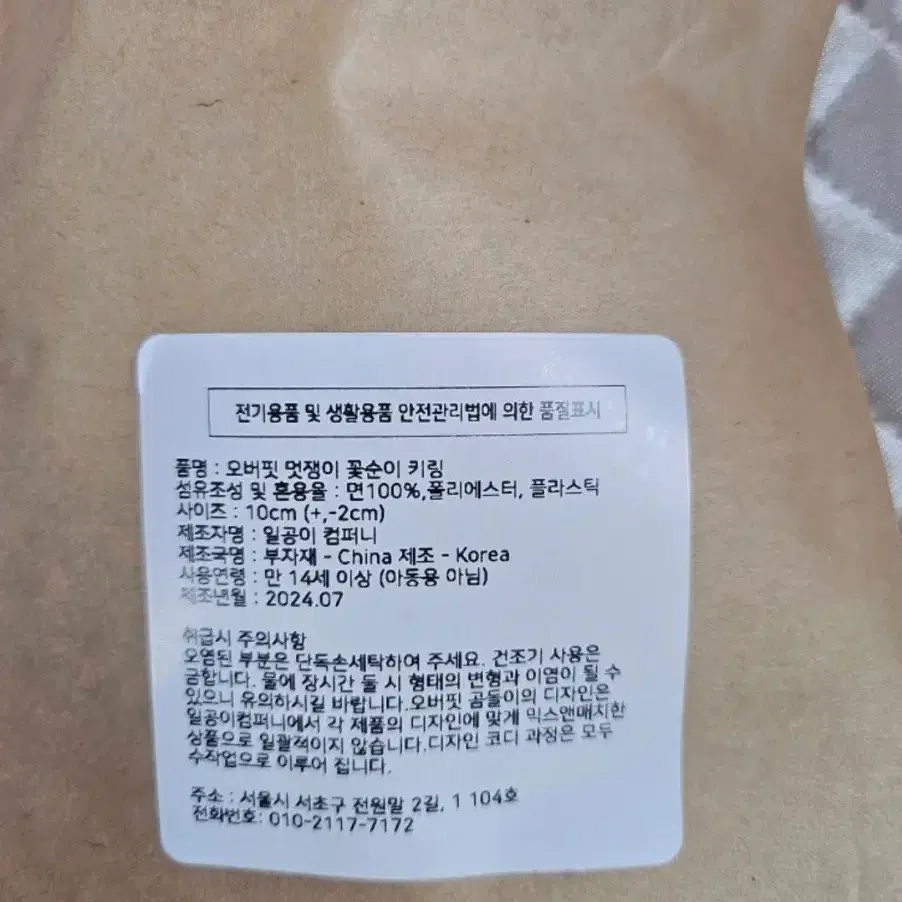 전기용품 및 생활용품 안전관리법에 의한 품질표시
품명 : 오버핏 멋쟁이 꽃순이 키링
섬유조성 및 혼용율 : 면100%,폴리에스터, 플라스틱
사이즈 : 10cm (+,-2cm)
제조자명 : 일공이 컴퍼니
제조국명 : 부자재 - China 제조 - Korea
사용연령 : 만 14세 이상 (아동용 아님)
제조년월 : 2024.07
취급시 주의사항
오염된 부분은 단독손세탁하여 주세요. 건조기 사용은
금합니다. 물에 장시간 둘 시 형태의 변형과 이염이 될 수
있으니 유의하시길 바랍니다.오버핏 곰돌이의 디자인은
일공이컴퍼니에서 각 제품의 디자인에 맞게 믹스앤매치한
상품으로 일괄적이지 않습니다.디자인 코디 과정은 모두
수작업으로 이루어 집니다.
주소 : 서울시 서초구 전원말 2길, 1 104호
전화번호: 010-2117-7172